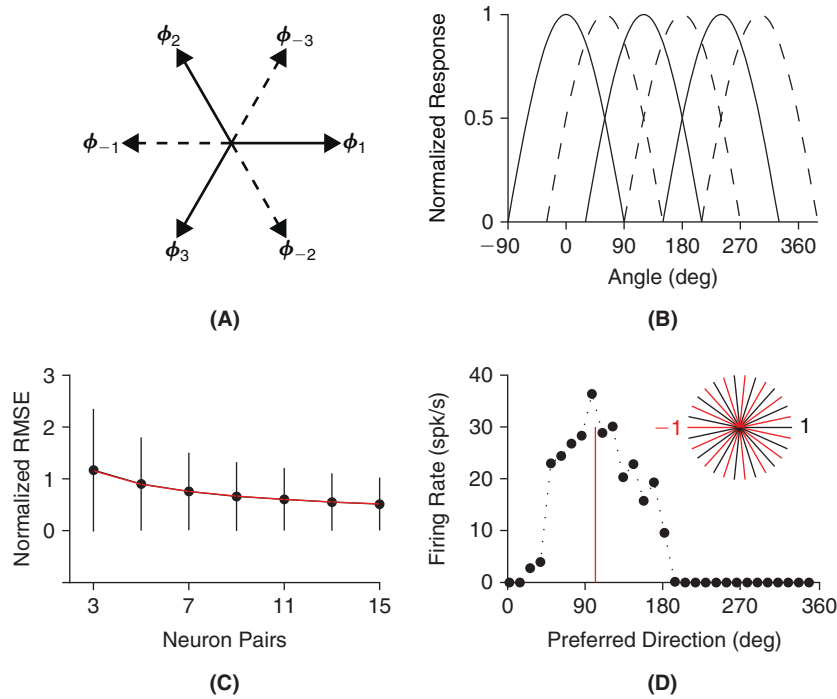 ϕ2
ϕ−3
ϕ−1
ϕ1
ϕ3
ϕ−2
(A)
Normalized Response
1
0.5
0
−90 0 90 180 270 360
Angle (deg)
(B)
Normalized RMSE
3
2
1
0
3 7 11 15
Neuron Pairs
(C)
Firing Rate (spk/s)
40
30
20
10
0
−1 1
0 90 180 270 360
Preferred Direction (deg)
(D)